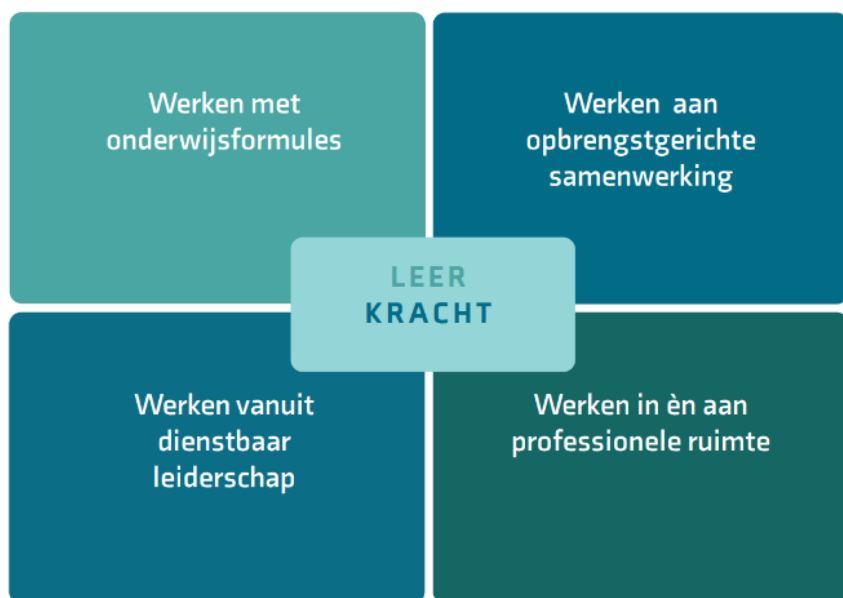 Werken met
onderwijsformules
Werken aan
opbrengstgerichte
samenwerking
LEER
KRACHT
Werken vanuit
dienstbaar
leiderschap
Werken in èn aan
professionele ruimte